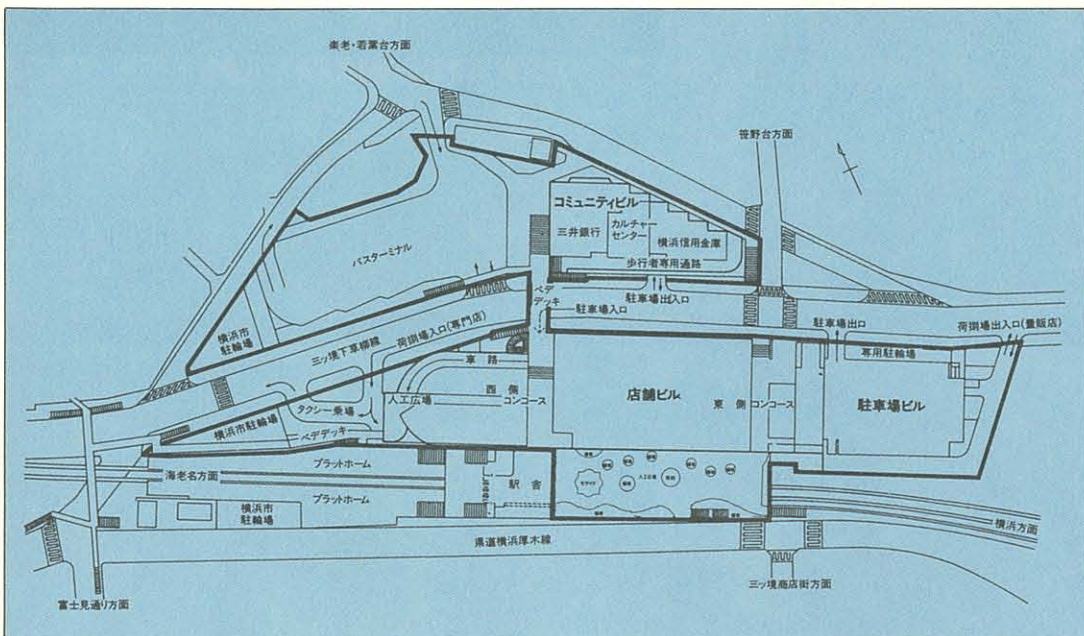 楽老・若葉台方面
笹野台方面
コミュニティビル
三井銀行
カルチャー
センター
横浜信用金庫
歩行者専用通路
バスターミナル
ペデ
デッキ
駐車場出入口
駐車場入口
駐車場出口
荷捌場出入口(量販店)
横浜市
駐輪場
三ッ境下草柳線
荷捌場入口(専門店)
車路
専用駐輪場
人工広場
西側
コンコース
店舗ビル
東側コンコース
駐車場ビル
タクシー乗場
横浜市駐輪場
ペデデッキ
プラットホーム
海老名方面
プラットホーム
駅舎
人工広場
横浜市
駐輪場
横浜方面
県道横浜厚木線
三ッ境商店街方面
富士見通り方面